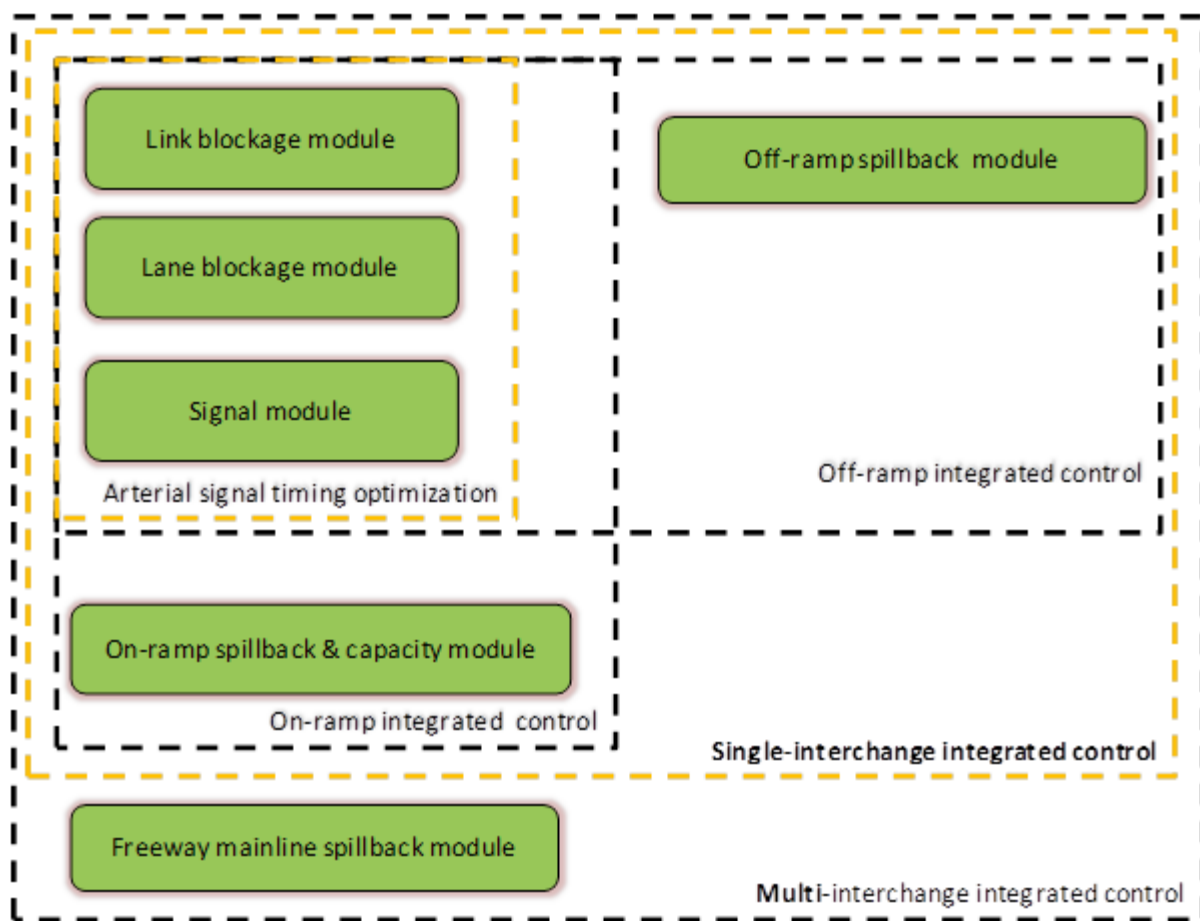 Link blockage module
Off-ramp spillback module
Lane blockage module
Signal module
Off-ramp integrated control
Arterial signal timing optimization
On-ramp spillback & capacity module
On-ramp integrated control
Single-interchange integrated control
Freeway mainline spillback module
Multi-interchange integrated control